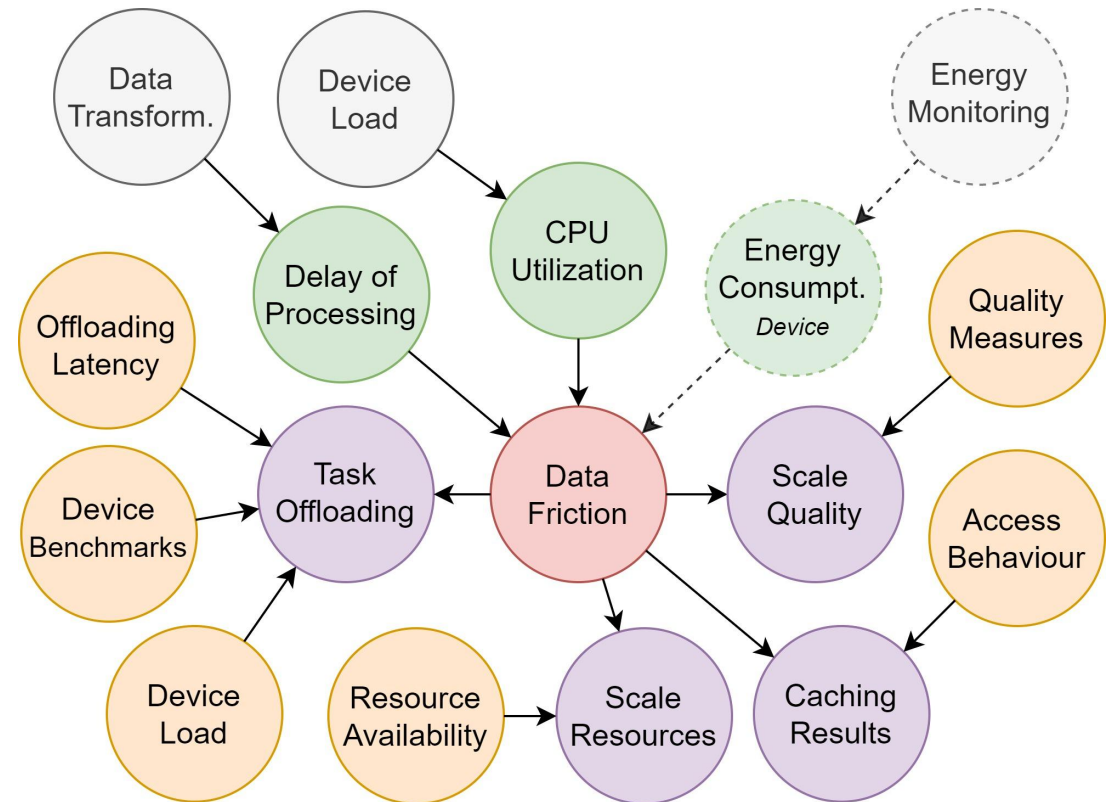 Data
Transform.
Device
Load
Energy
Monitoring
CPU
Utilization
Delay of
Processing
Energy
Consumpt.
Device
Quality
Measures
Offloading
Latency
Task
Offloading
Data
Friction
Scale
Quality
Device
Benchmarks
Access
Behaviour
Device
Load
Resource
Availability
Scale
Resources
Caching
Results